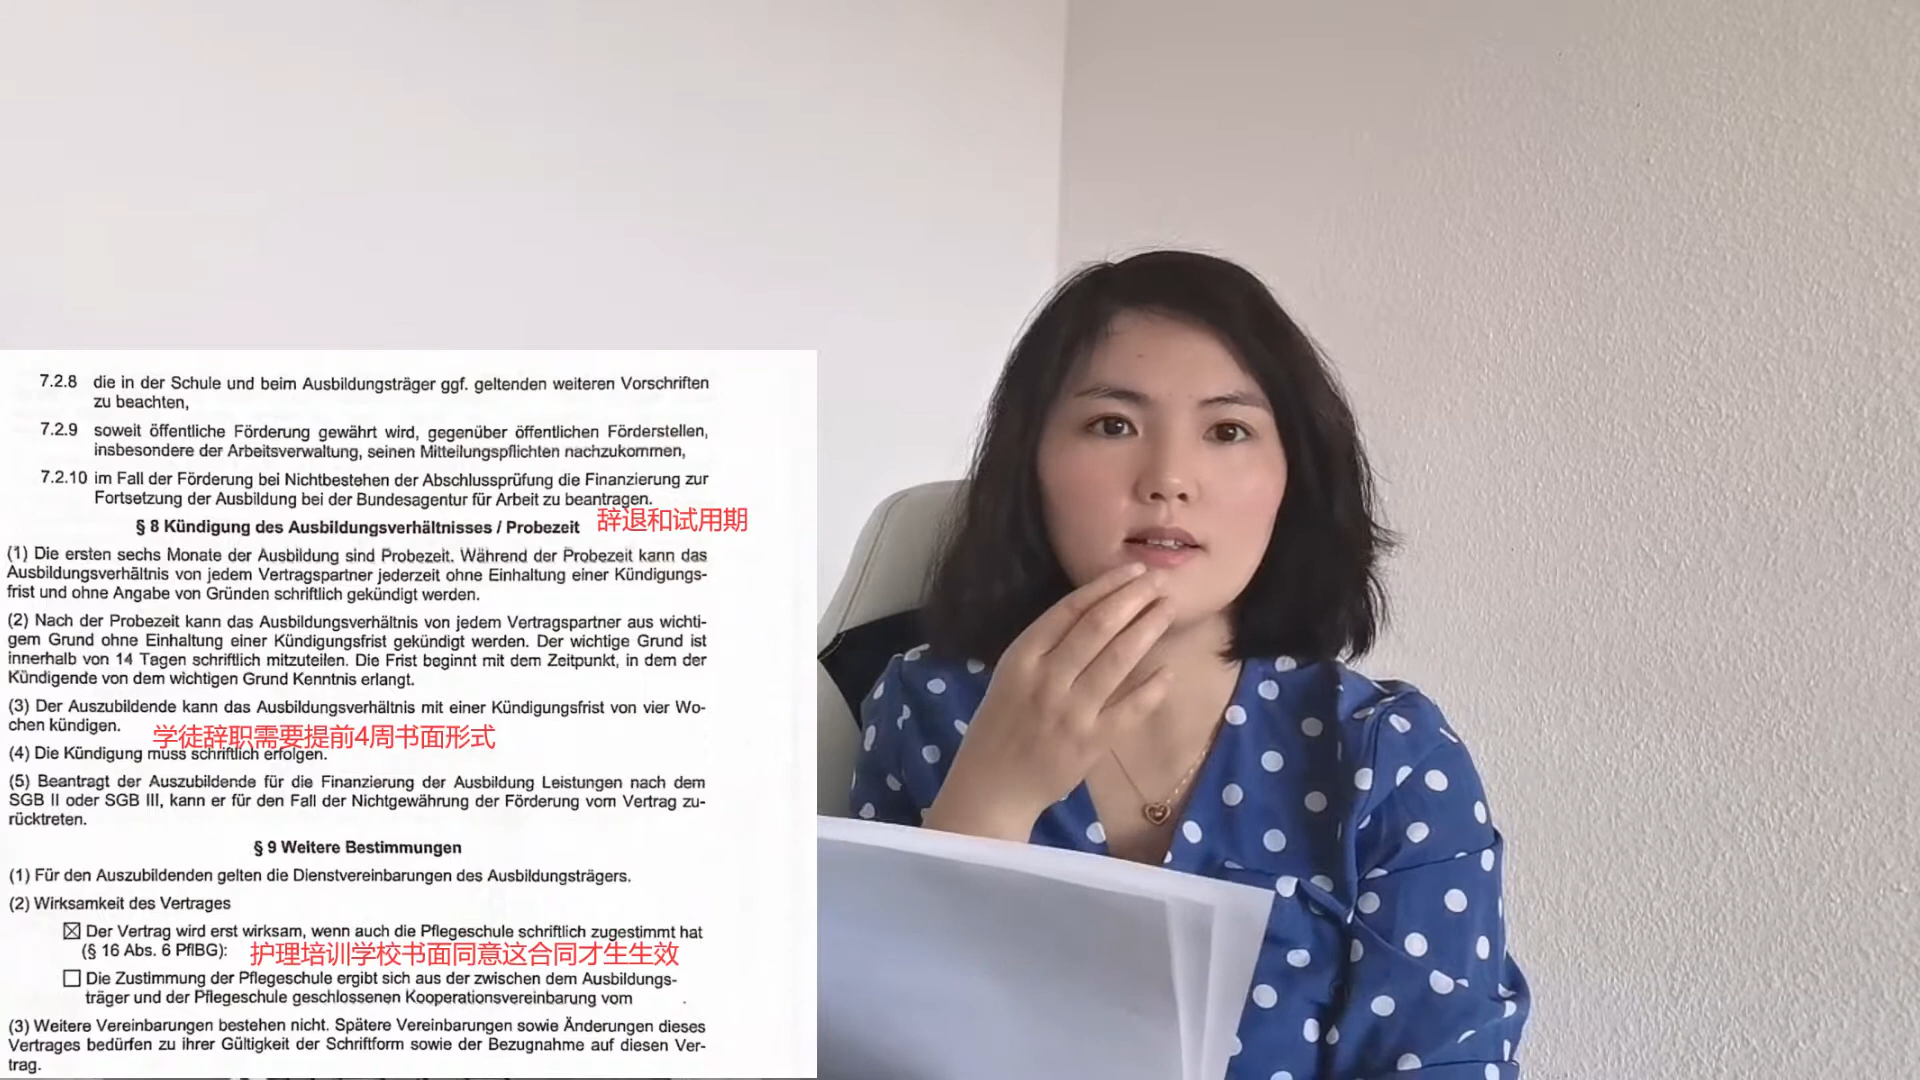 7.2.8 die in der Schule und beim Ausbildungsträger ggf. geltenden weiteren Vorschriften
zu beachten,
7.2.9 soweit öffentliche Förderung gewährt wird, gegenüber öffentlichen Förderstellen,
insbesondere der Arbeitsverwaltung, seinen Mitteilungspflichten nachzukommen,
7.2.10 im Fall der Förderung bei Nichtbestehen der Abschlussprüfung die Finanzierung zur
Fortsetzung der Ausbildung bei der Bundesagentur für Arbeit zu beantragen.
§ 8 Kündigung des Ausbildungsverhältnisses / Probezeit 辞退和试用期
(1) Die ersten sechs Monate der Ausbildung sind Probezeit. Während der Probezeit kann das
Ausbildungsverhältnis von jedem Vertragspartner jederzeit ohne Einhaltung einer Kündigungs-
frist und ohne Angabe von Gründen schriftlich gekündigt werden.
(2) Nach der Probezeit kann das Ausbildungsverhältnis von jedem Vertragspartner aus wichti-
gem Grund ohne Einhaltung einer Kündigungsfrist gekündigt werden. Der wichtige Grund ist
innerhalb von 14 Tagen schriftlich mitzuteilen. Die Frist beginnt mit dem Zeitpunkt, in dem der
Kündigende von dem wichtigen Grund Kenntnis erlangt.
(3) Der Auszubildende kann das Ausbildungsverhältnis mit einer Kündigungsfrist von vier Wo-
chen kündigen.
学徒辞职需要提前4周书面形式
(4) Die Kündigung muss schriftlich erfolgen.
(5) Beantragt der Auszubildende für die Finanzierung der Ausbildung Leistungen nach dem
SGB II oder SGB III, kann er für den Fall der Nichtgewährung der Förderung vom Vertrag zu-
rücktreten.
§ 9 Weitere Bestimmungen
(1) Für den Auszubildenden gelten die Dienstvereinbarungen des Ausbildungsträgers.
(2) Wirksamkeit des Vertrages
Der Vertrag wird erst wirksam, wenn auch die Pflegeschule schriftlich zugestimmt hat
(§ 16 Abs. 6 PflBG): 护理培训学校书面同意这合同才生生效
Die Zustimmung der Pflegeschule ergibt sich aus der zwischen dem Ausbildungs-
träger und der Pflegeschule geschlossenen Kooperationsvereinbarung vom
(3) Weitere Vereinbarungen bestehen nicht. Spätere Vereinbarungen sowie Änderungen dieses
Vertrages bedürfen zu ihrer Gültigkeit der Schriftform sowie der Bezugnahme auf diesen Ver-
trag.